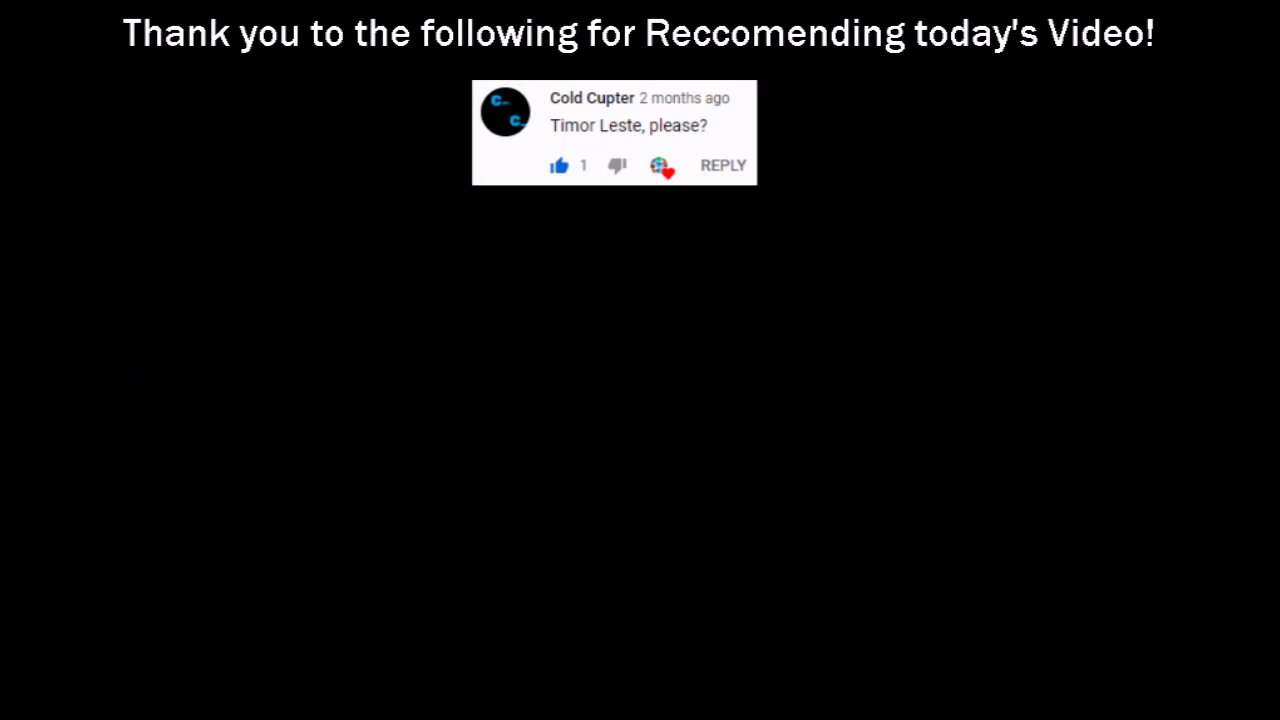 Thank you to the following for Reccomending today's Video!
C..
C..
Cold Cupter 2 months ago
Timor Leste, please?
1 REPLY